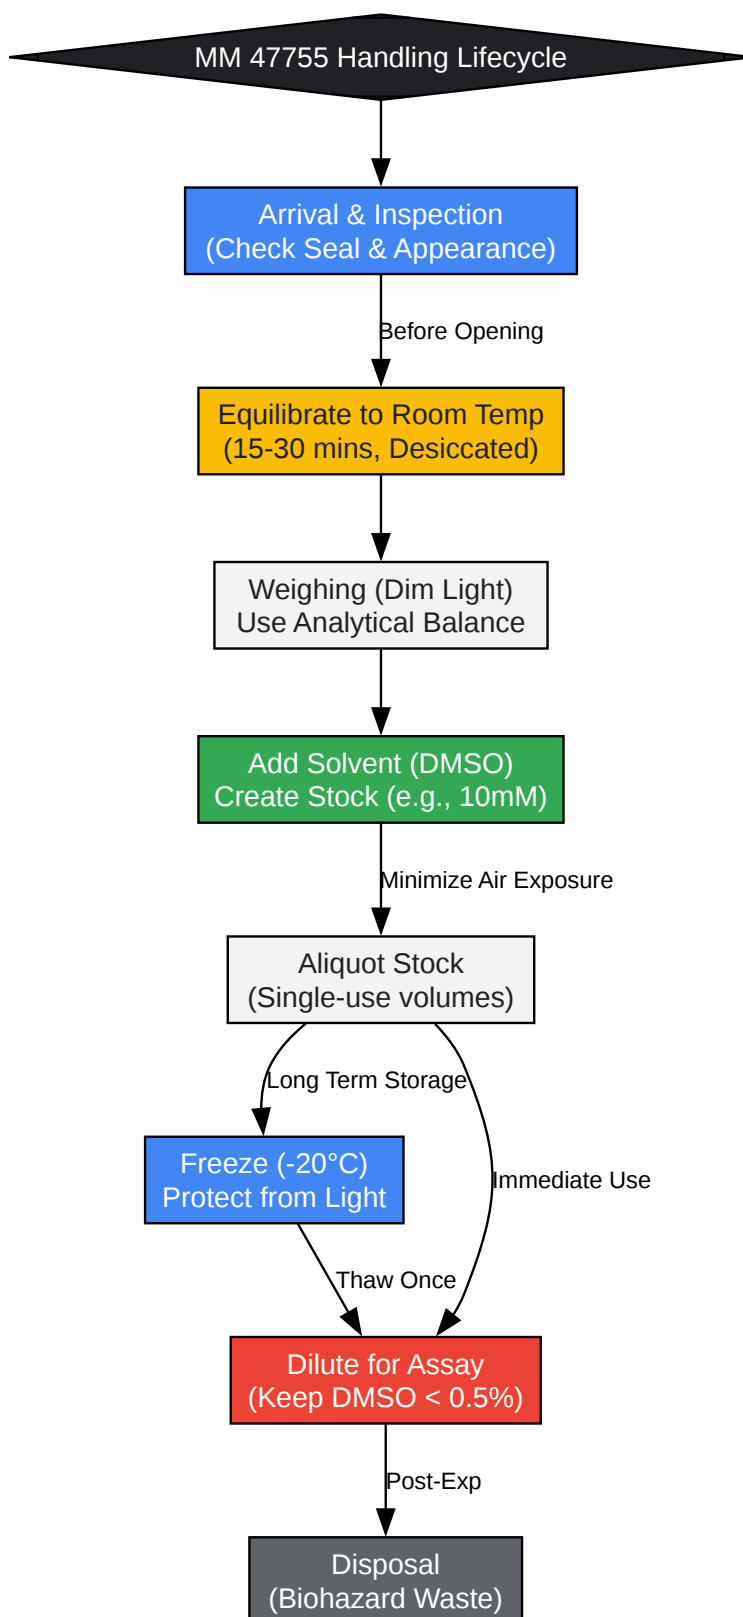 MM 47755 Handling Lifecycle
Arrival & Inspection
(Check Seal & Appearance)
Before Opening
Equilibrate to Room Temp
(15-30 mins, Desiccated)
Weighing (Dim Light)
Use Analytical Balance
Add Solvent (DMSO)
Create Stock (e.g., 10mM)
Minimize Air Exposure
Aliquot Stock
(Single-use volumes)
Long Term Storage
Freeze (-20°C)
Protect from Light
Immediate Use
Thaw Once
Dilute for Assay
(Keep DMSO < 0.5%)
Post-Exp
Disposal
(Biohazard Waste)